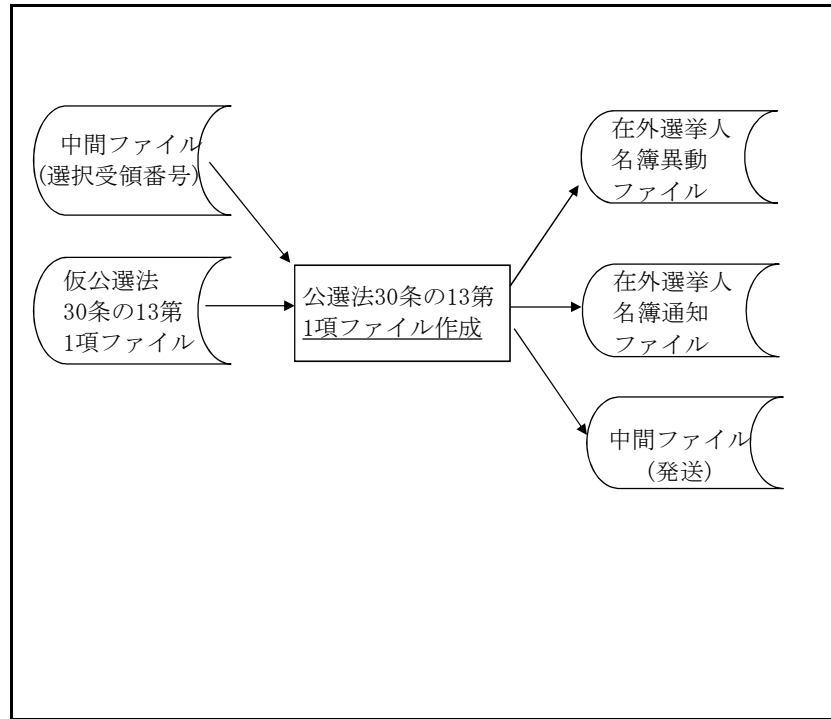 中間ファイル
(選択受領番号)
仮公選法
30条の13第
1項ファイル
公選法30条の13第
1項ファイル作成
在外選挙人
名簿異動
ファイル
在外選挙人
名簿通知
ファイル
中間ファイル
(発送)